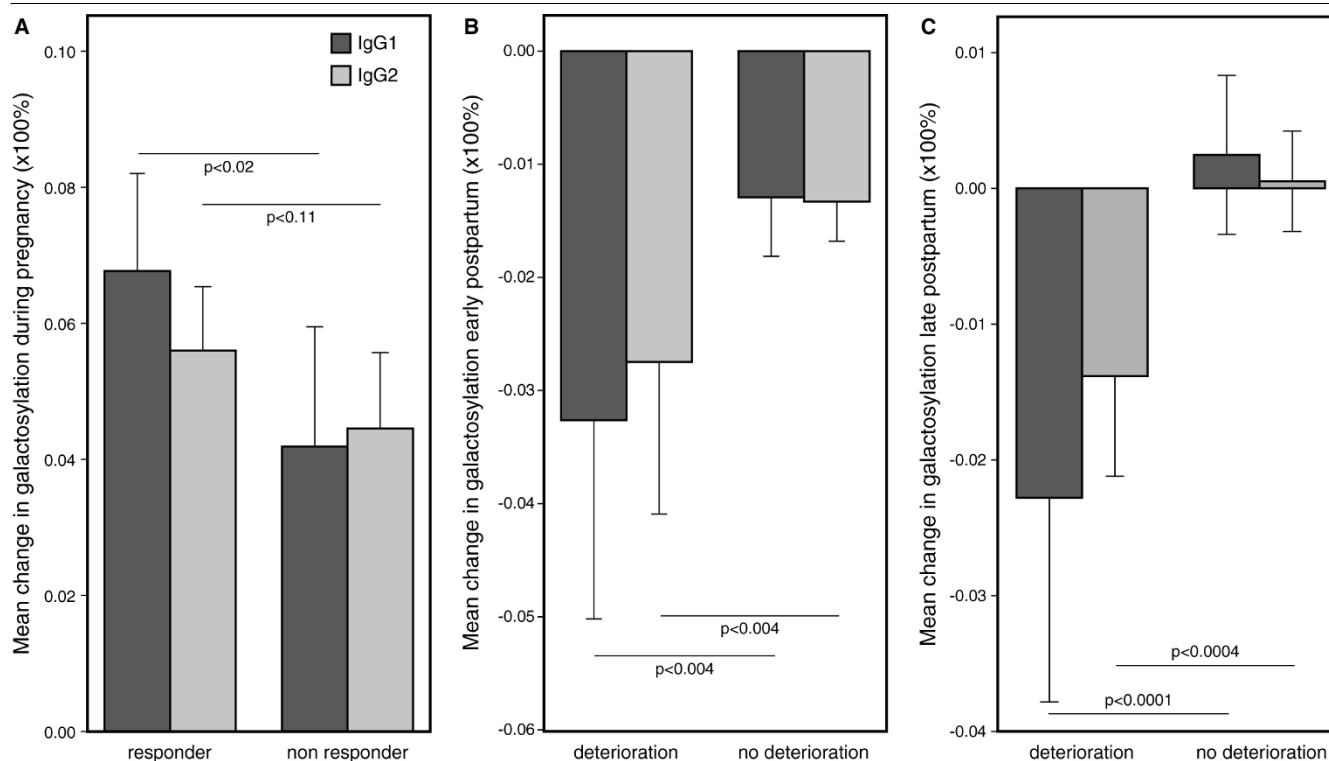 A
Mean change in galactosylation during pregnancy (x100%)
0.10
0.08
0.06
0.04
0.02
0.00
IgG1
IgG2
p<0.02
p<0.11
responder
non responder
B
Mean change in galactosylation early postpartum (x100%)
0.00
-0.01
-0.02
-0.03
-0.04
-0.05
-0.06
p<0.004
p<0.004
deterioration
no deterioration
C
Mean change in galactosylation late postpartum (x100%)
0.01
0.00
-0.01
-0.02
-0.03
-0.04
p<0.0004
p<0.0001
deterioration
no deterioration